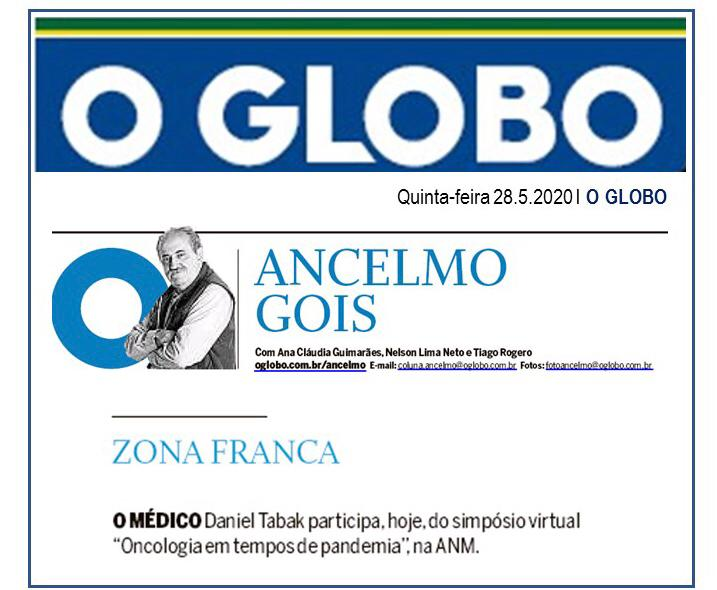 O GLOBO
Quinta-feira 28.5.2020 I O GLOBO
ANCELMO
GOIS
Com Ana Cláudia Guimarães, Nelson Lima Neto e Tiago Rogero
oglobo.com.br/ancelmo E-mail: coluna.ancelmo@oglobo.com.br Fotos: fotoancelmo@oglobo.com.br
ZONA FRANCA
O MÉDICO Daniel Tabak participa, hoje, do simpósio virtual
“Oncologia em tempos de pandemia”, na ANM.